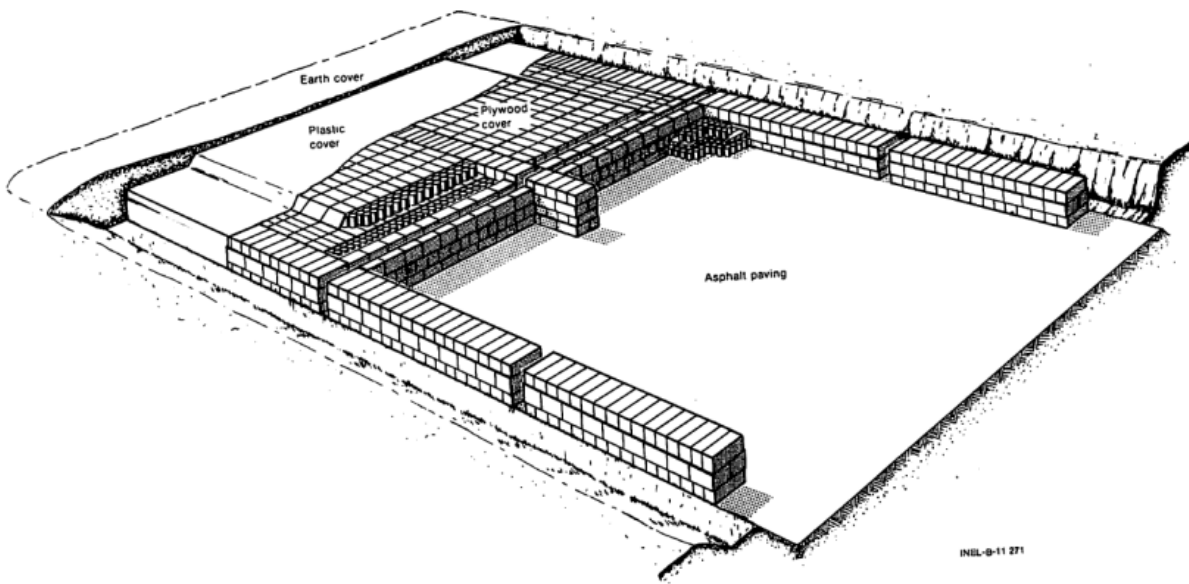 Earth cover
Plastic
cover
Plywood
cover
Asphalt paving
INEL-B-11 271